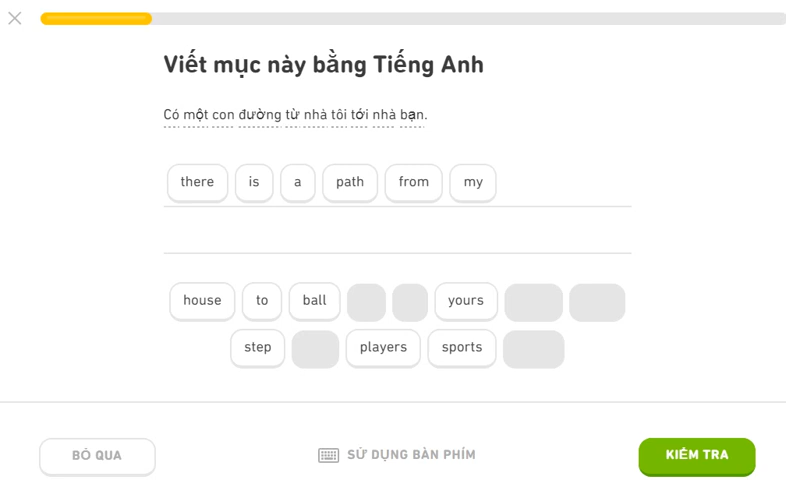 Viết mục này bằng Tiếng Anh
Có một con đường từ nhà tôi tới nhà bạn.
there is a path from my
house to ball yours
step players sports
BỎ QUA SỬ DỤNG BÀN PHÍM KIỂM TRA